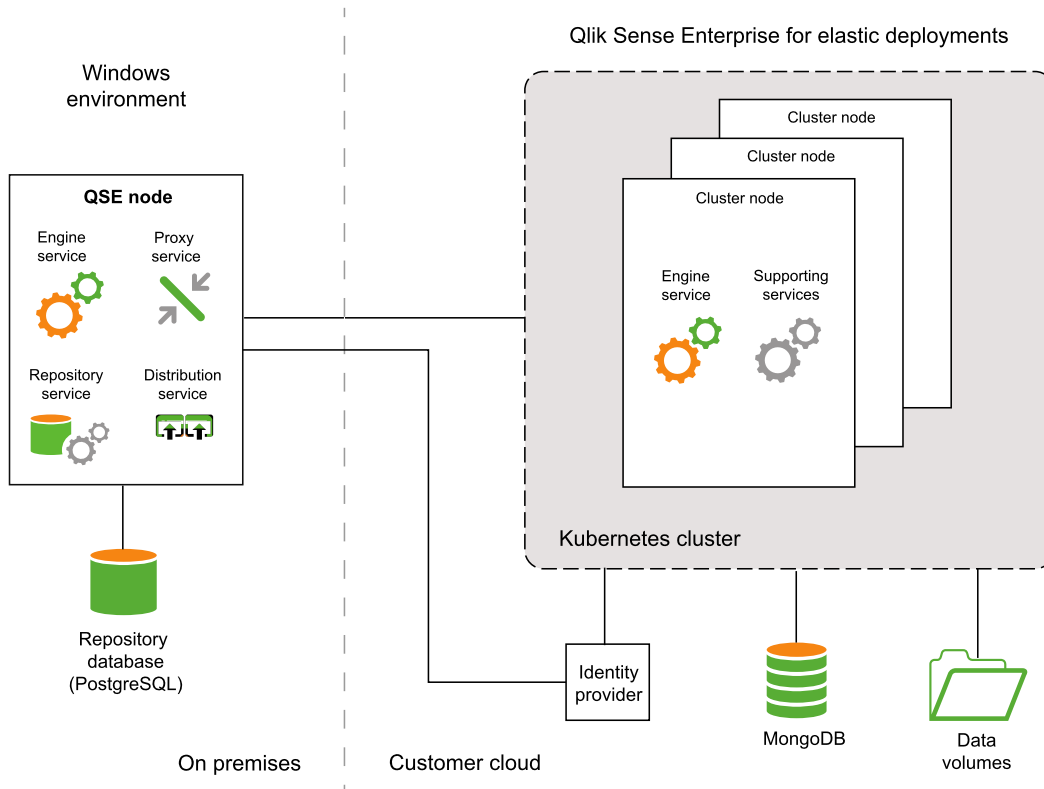 Qlik Sense Enterprise for elastic deployments
Windows
environment
QSE node
Engine
service
Proxy
service
Repository
service
Distribution
service
Repository
database
(PostgreSQL)
On premises
Cluster node
Cluster node
Cluster node
Engine
service
Supporting
services
Kubernetes cluster
Identity
provider
MongoDB
Data
volumes
Customer cloud